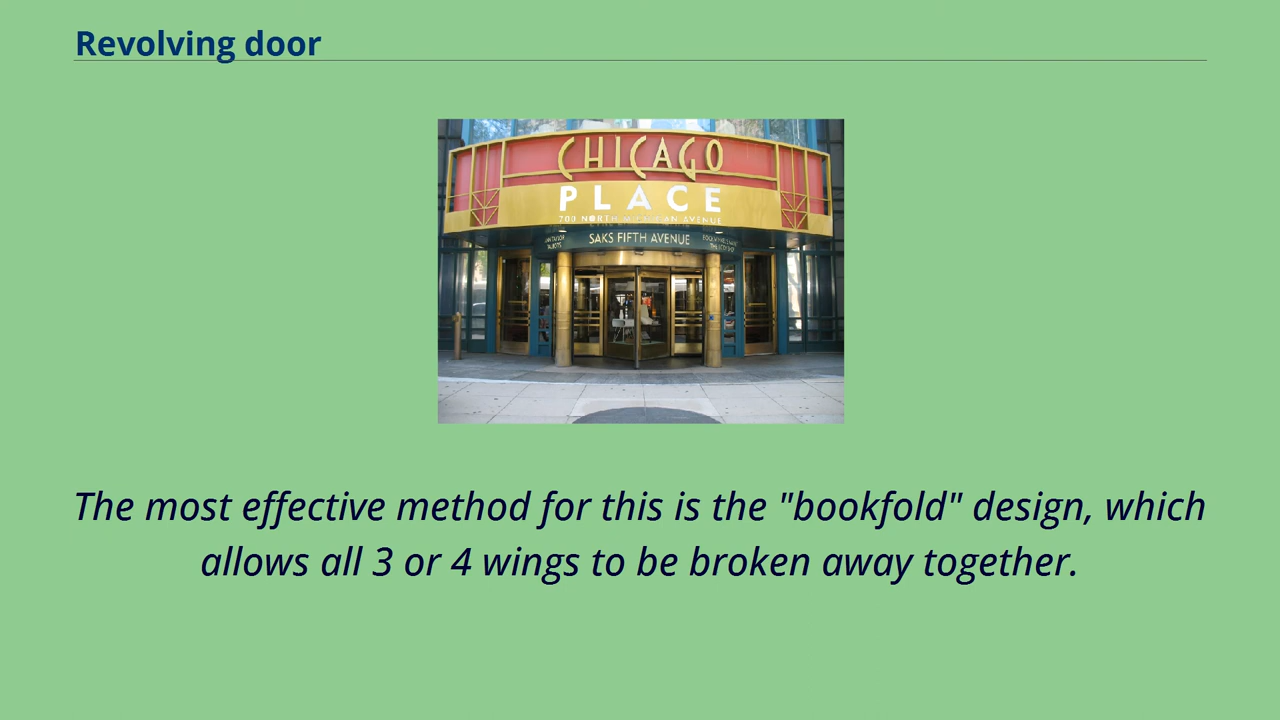 Revolving door
CHICAGO
PLACE
700 NORTH MICHIGAN AVENUE
SAKS FIFTH AVENUE
TALBOTS
The most effective method for this is the "bookfold" design, which
allows all 3 or 4 wings to be broken away together.